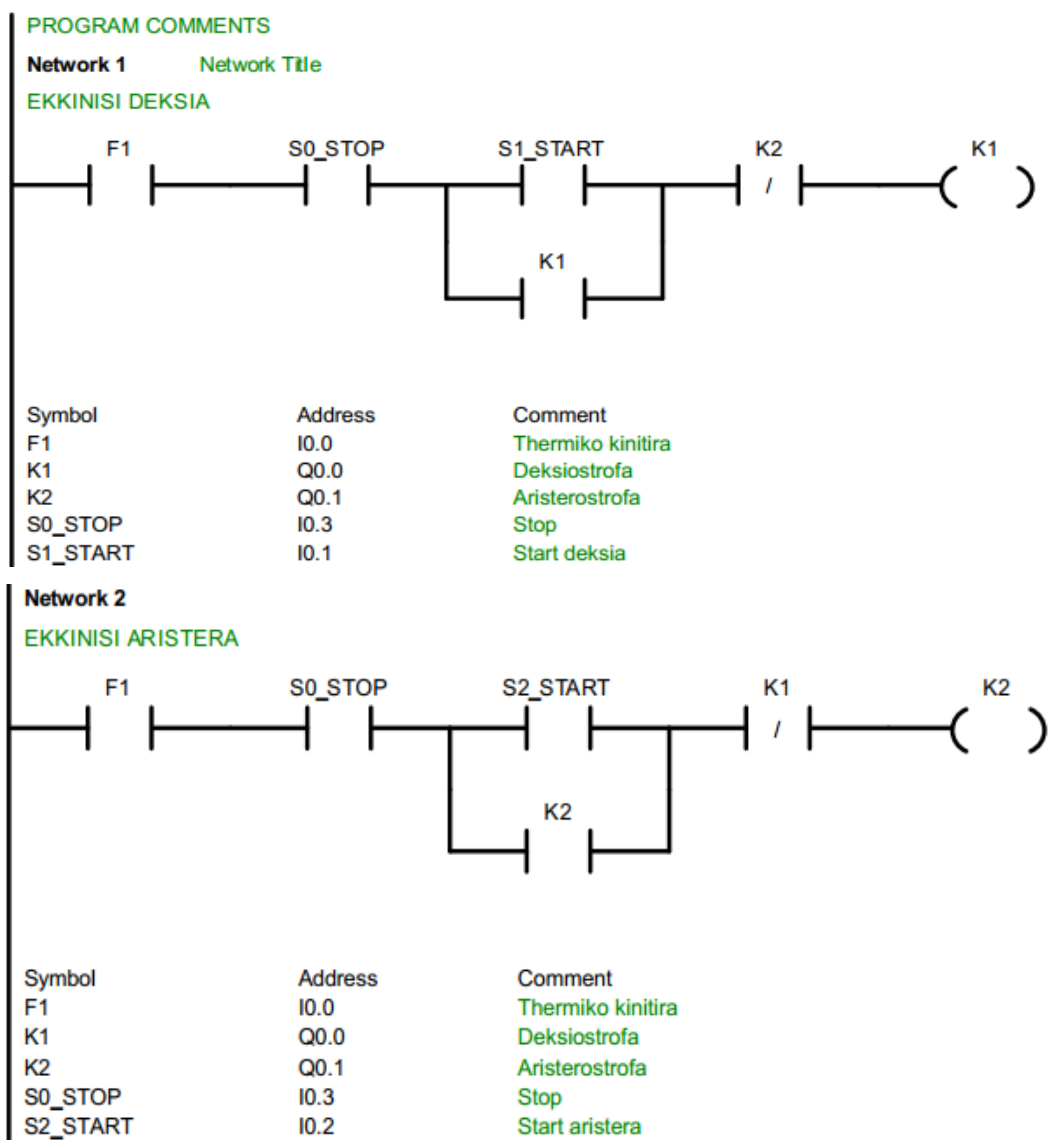 PROGRAM COMMENTS
Network 1 Network Title
EKKINISI DEKSIA
F1 S0_STOP S1_START K2 K1
/
K1
Symbol Address Comment
F1 I0.0 Thermiko kinitira
K1 Q0.0 Deksiostrofa
K2 Q0.1 Aristerostrofa
S0_STOP I0.3 Stop
S1_START I0.1 Start deksia
Network 2
EKKINISI ARISTERA
F1 S0_STOP S2_START K1 K2
/
K2
Symbol Address Comment
F1 I0.0 Thermiko kinitira
K1 Q0.0 Deksiostrofa
K2 Q0.1 Aristerostrofa
S0_STOP I0.3 Stop
S2_START I0.2 Start aristera